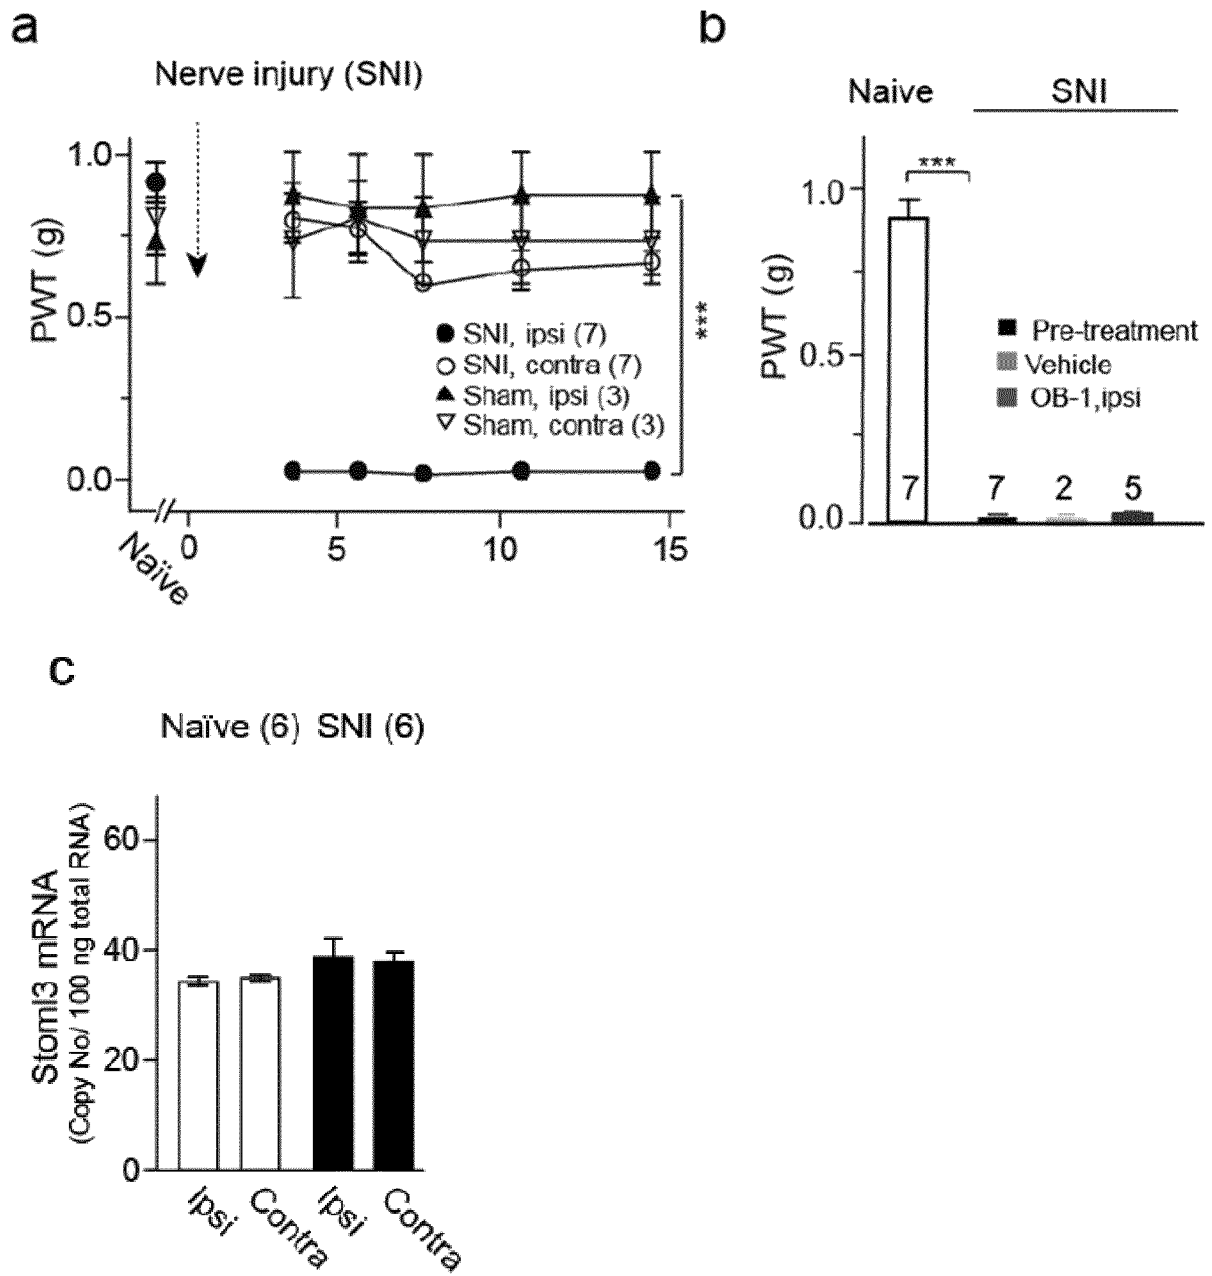 a
Nerve injury (SNI)
PWT (g)
1.0
0.5
0.0
SNI, ipsi (7)
SNI, contra (7)
Sham, ipsi (3)
Sham, contra (3)
***
Naïve
0
5
10
15
b
Naive
SNI
***
PWT (g)
1.0
0.5
0.0
Pre-treatment
Vehicle
OB-1,ipsi
7
7
2
5
c
Naïve (6) SNI (6)
Stoml3 mRNA
(Copy No/ 100 ng total RNA)
60
40
20
0
Ipsi
Contra
Ipsi
Contra